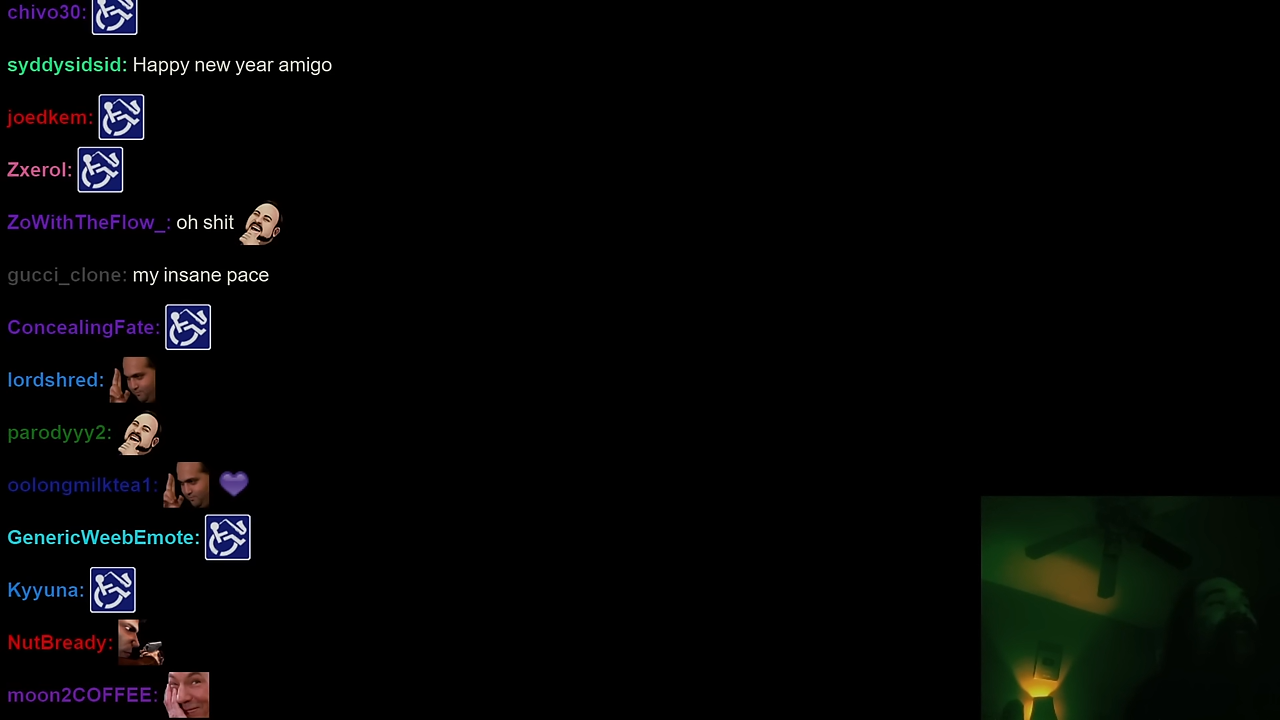 chivo30:
syddysidsid: Happy new year amigo
joedkem:
Zxerol:
ZoWithTheFlow_: oh shit
gucci_clone: my insane pace
ConcealingFate:
lordshred:
parodyyy2:
oolongmilktea1:
GenericWeebEmote:
Kyyuna:
NutBready:
moon2COFFEE: